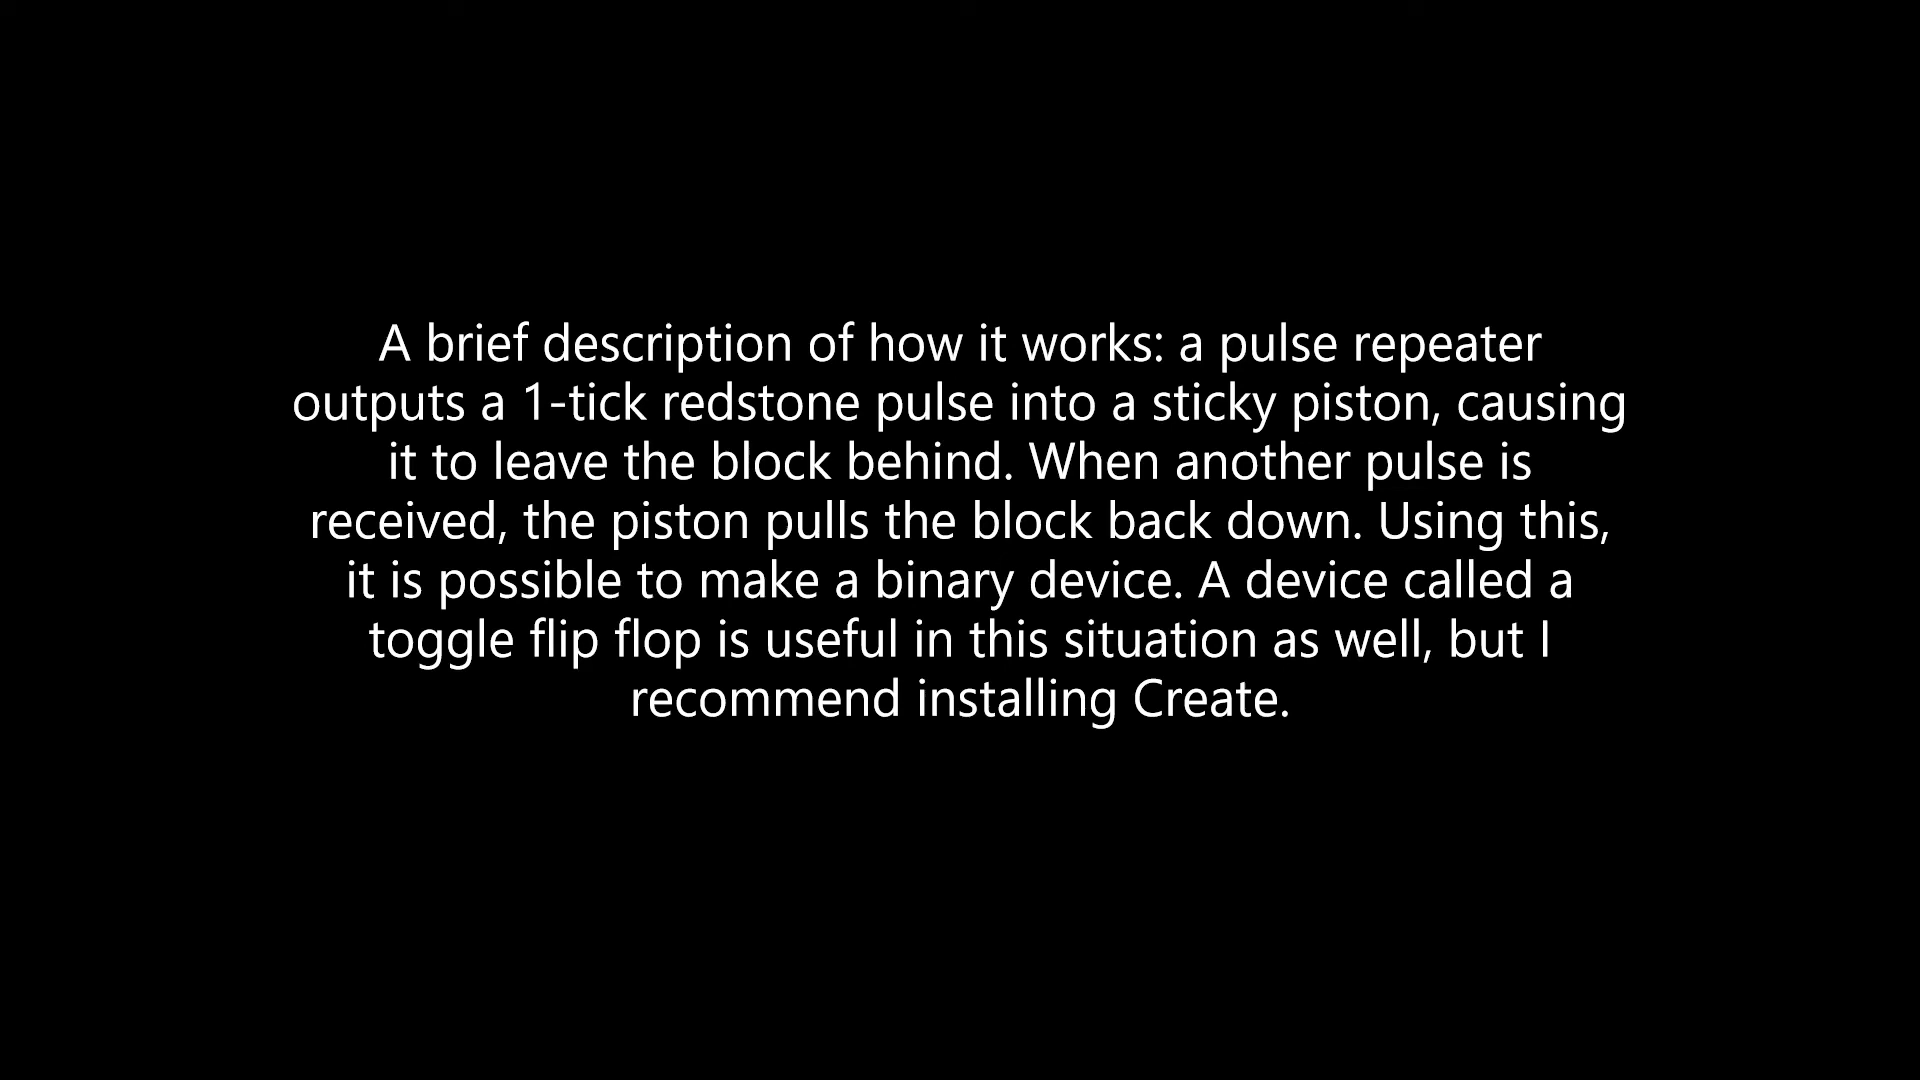 A brief description of how it works: a pulse repeater
outputs a 1-tick redstone pulse into a sticky piston, causing
it to leave the block behind. When another pulse is
received, the piston pulls the block back down. Using this,
it is possible to make a binary device. A device called a
toggle flip flop is useful in this situation as well, but I
recommend installing Create.